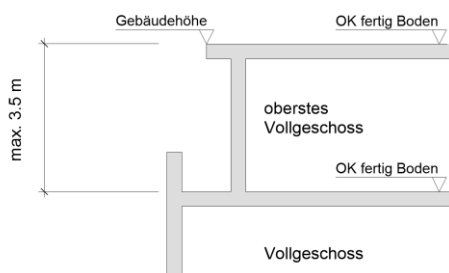 Gebäudehöhe
OK fertig Boden
max. 3.5 m
oberstes
Vollgeschoss
OK fertig Boden
Vollgeschoss